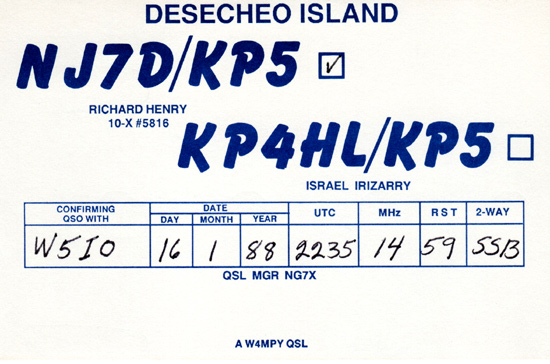 DESECHEO ISLAND
NJ7D/KP5 ☑
RICHARD HENRY
10-X #5816
KP4HL/KP5 ☐
ISRAEL IRIZARRY
CONFIRMING QSO WITH DATE DAY MONTH YEAR UTC MHz RST 2-WAY
W5IO 16 1 88 2235 14 59 SSB
QSL MGR NG7X
A W4MPY QSL